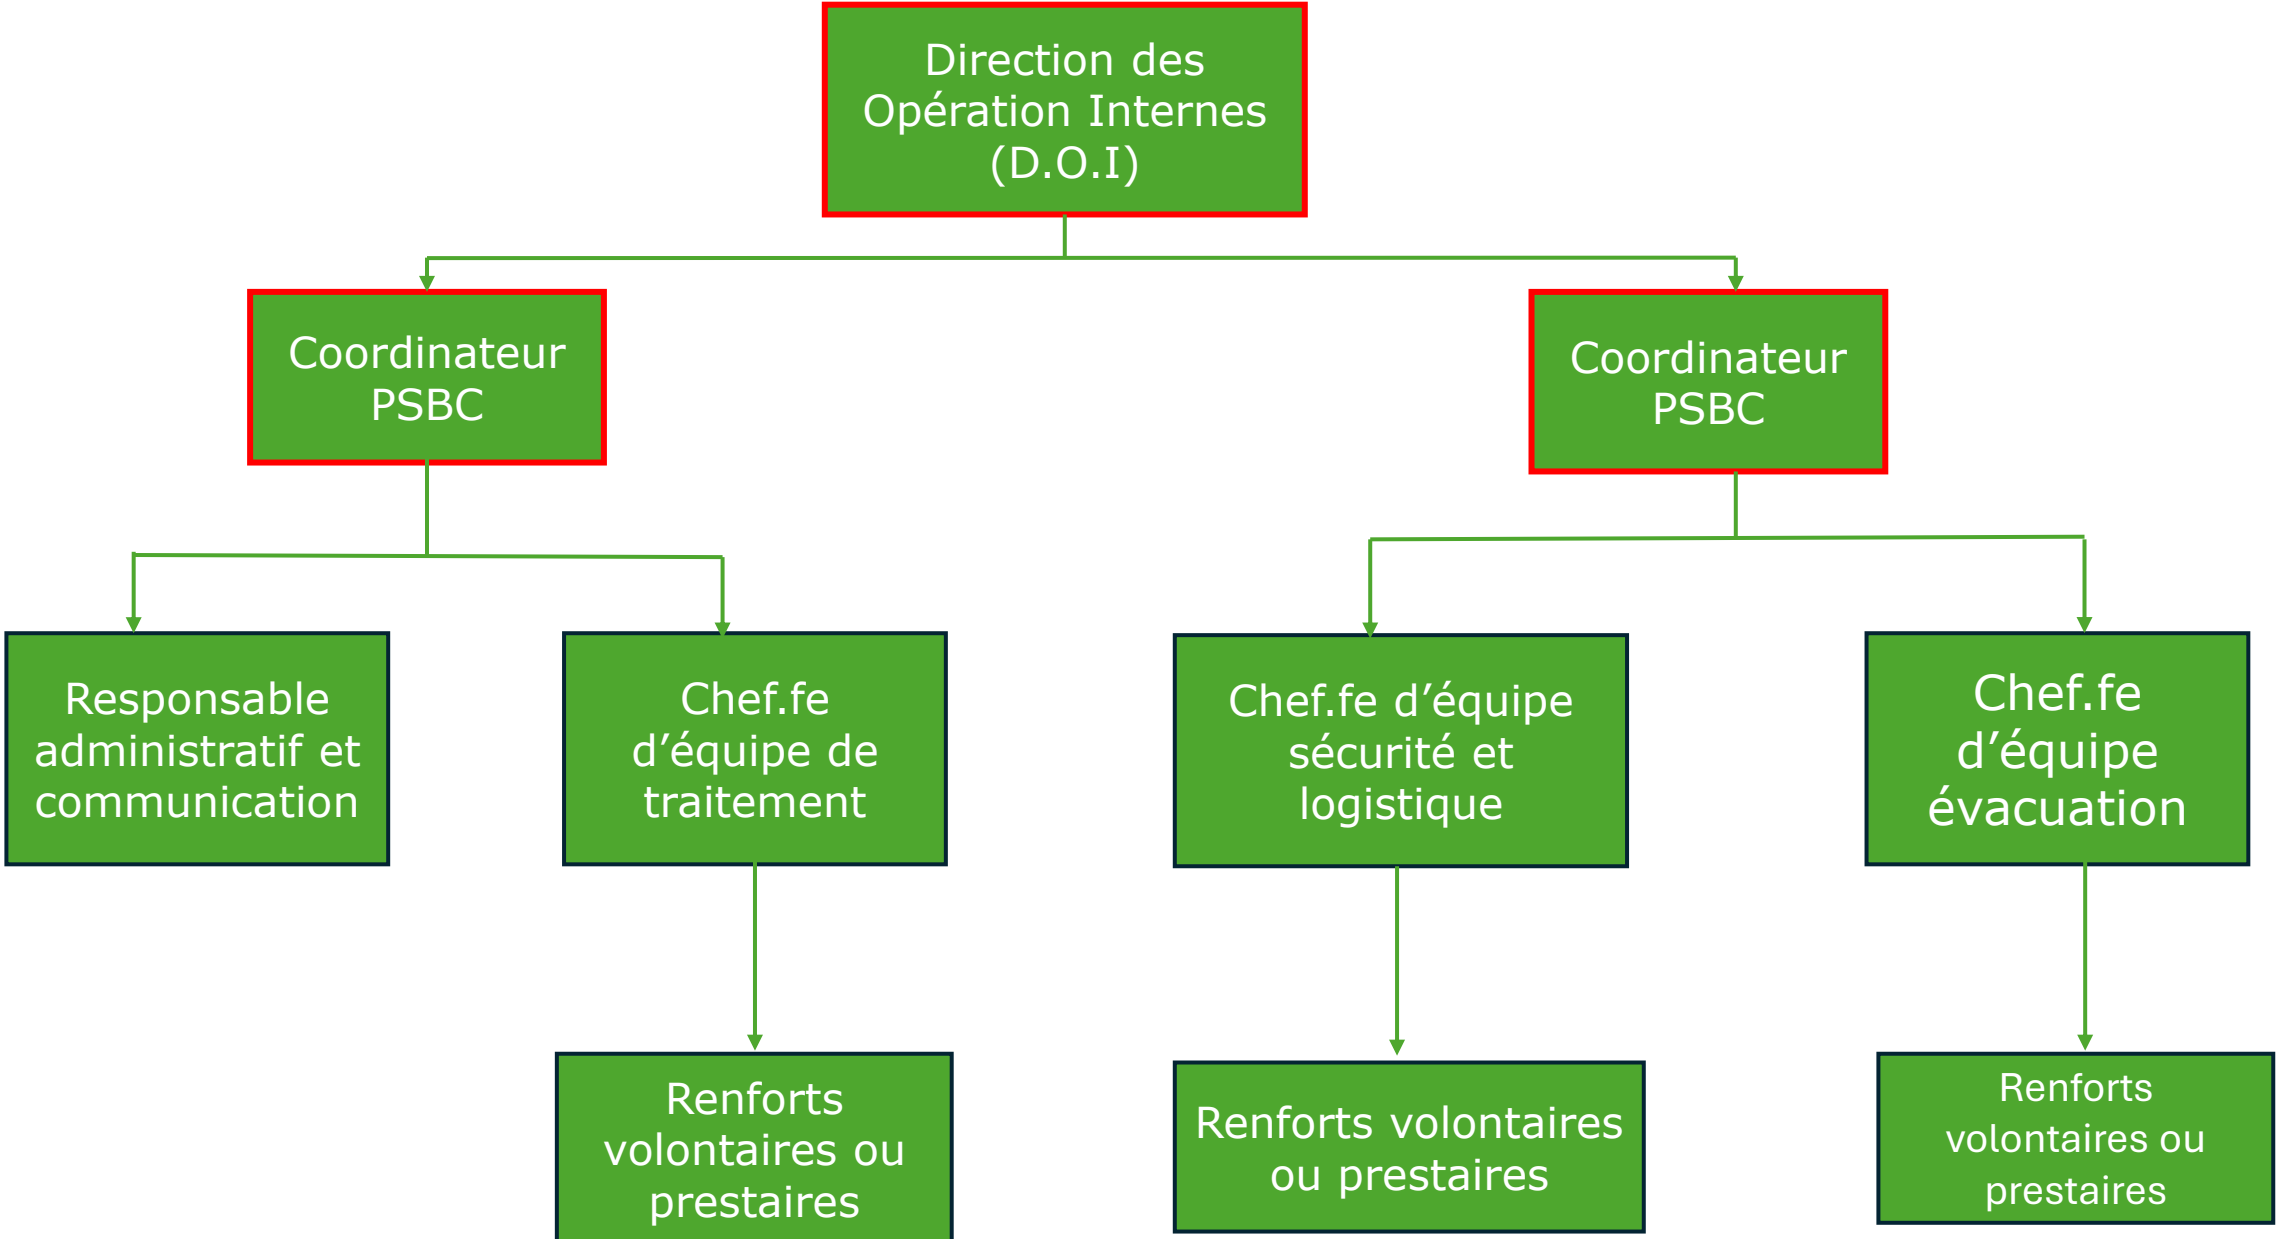 Direction des
Opération Internes
(D.O.I)
Coordinateur
PSBC
Coordinateur
PSBC
Responsable
administratif et
communication
Chef.fe
d’équipe de
traitement
Chef.fe d’équipe
sécurité et
logistique
Chef.fe
d’équipe
évacuation
Renforts
volontaires ou
prestaires
Renforts volontaires
ou prestaires
Renforts
volontaires ou
prestaires